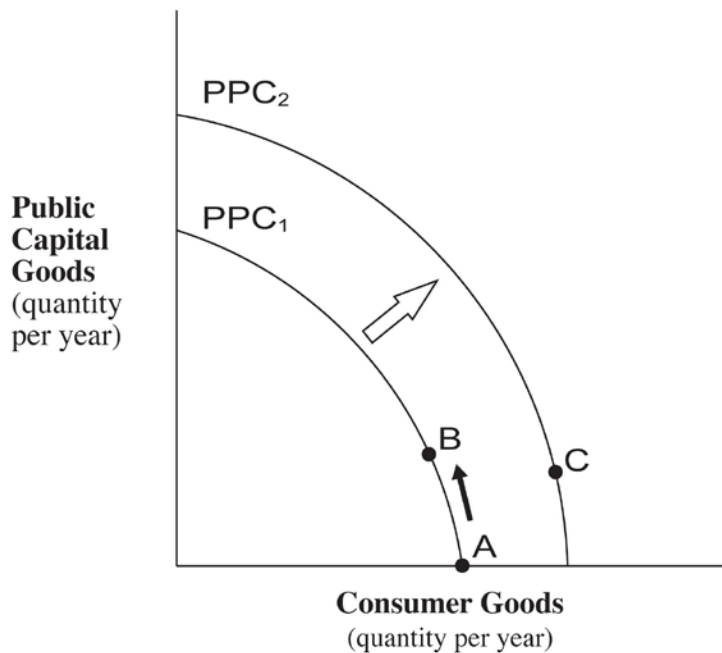 PPC₂
PPC₁
Public
Capital
Goods
(quantity
per year)
B
C
A
Consumer Goods
(quantity per year)